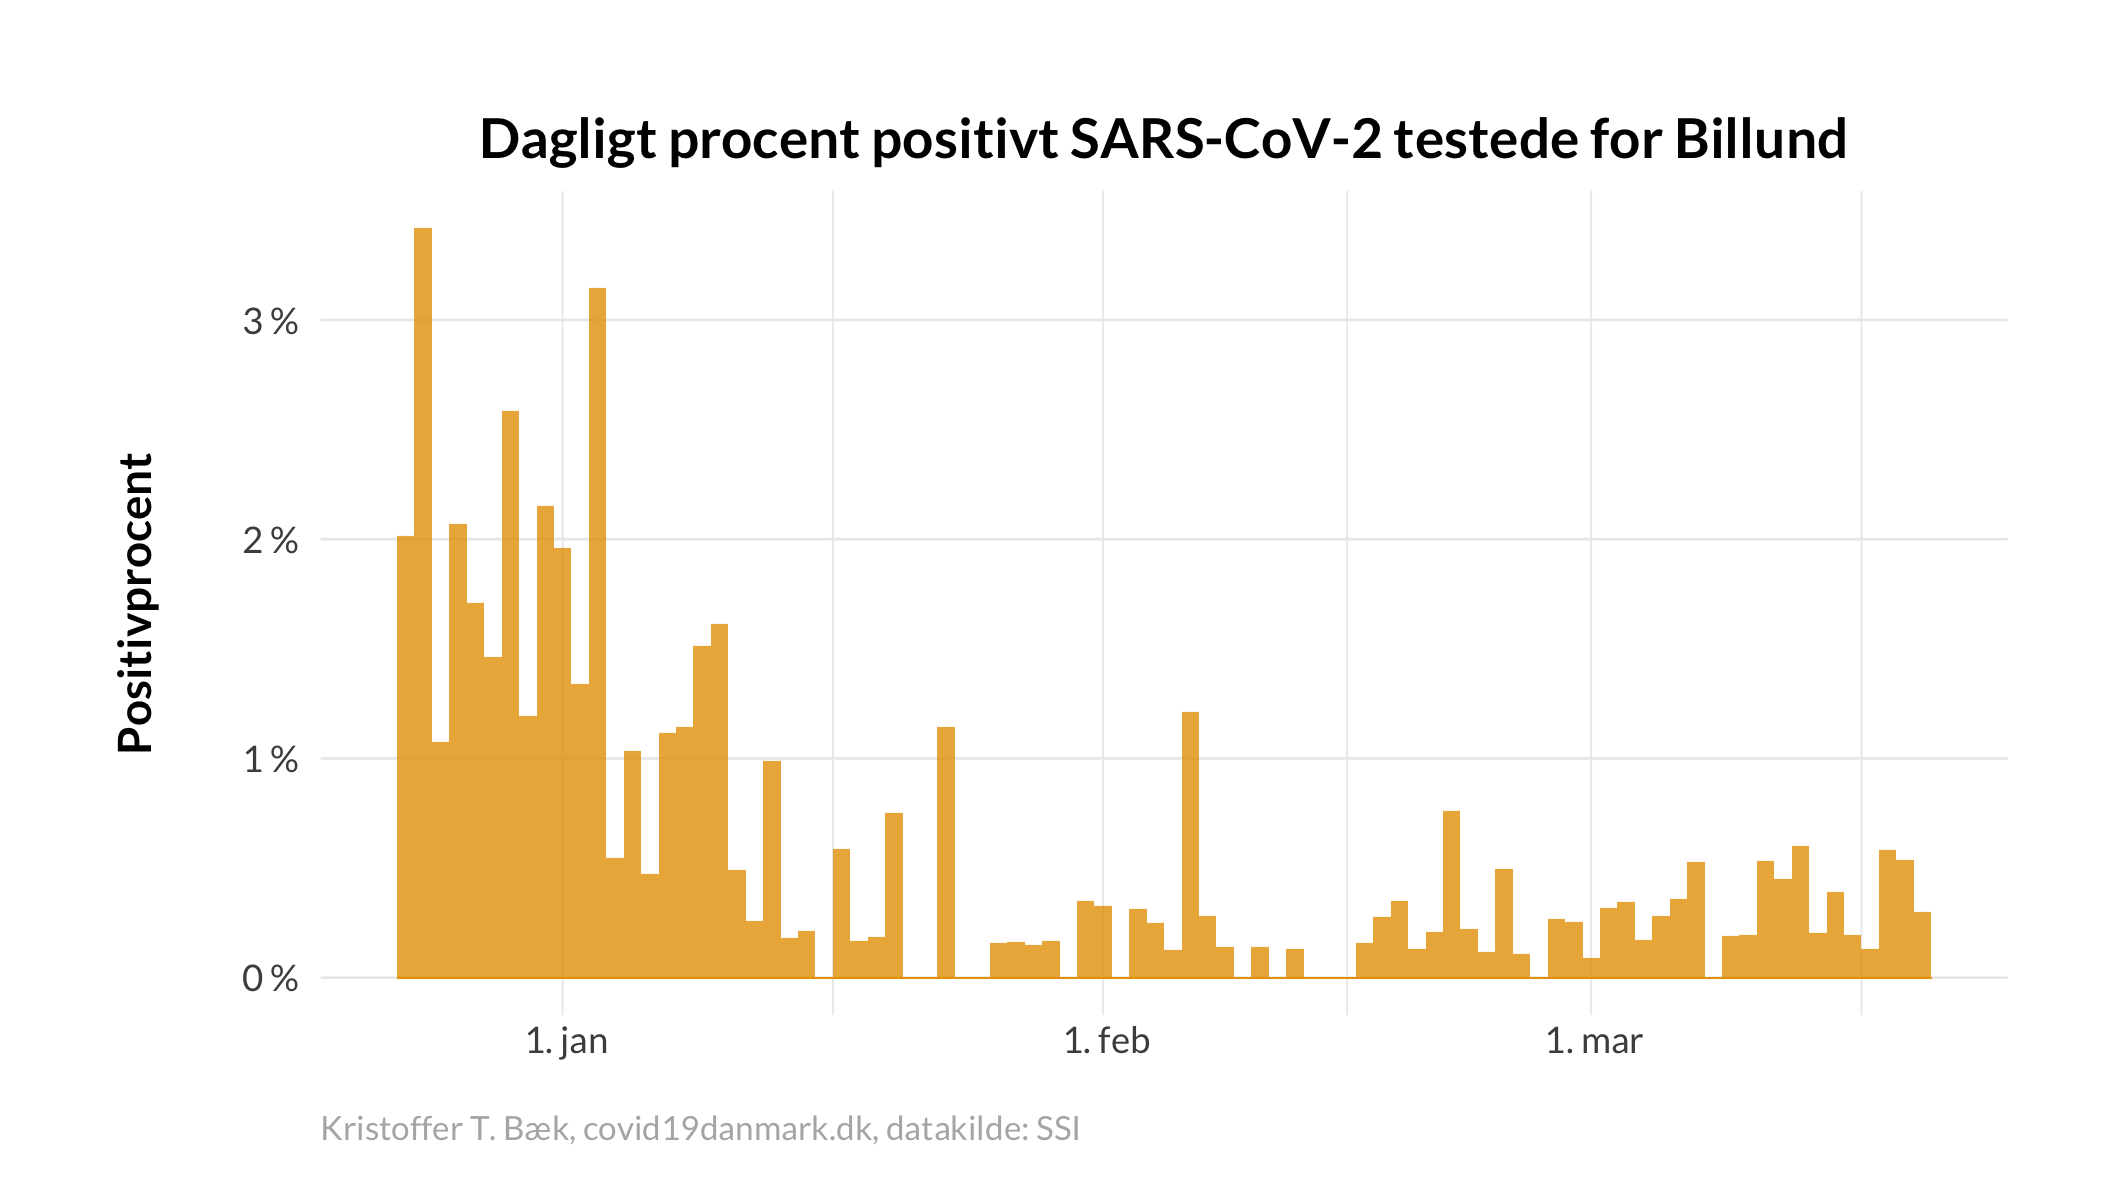 Dagligt procent positivt SARS-CoV-2 testede for Billund
Positivprocent
3 %
2 %
1 %
0 %
1. jan
1. feb
1. mar
Kristoffer T. Bæk, covid19danmark.dk, datakilde: SSI